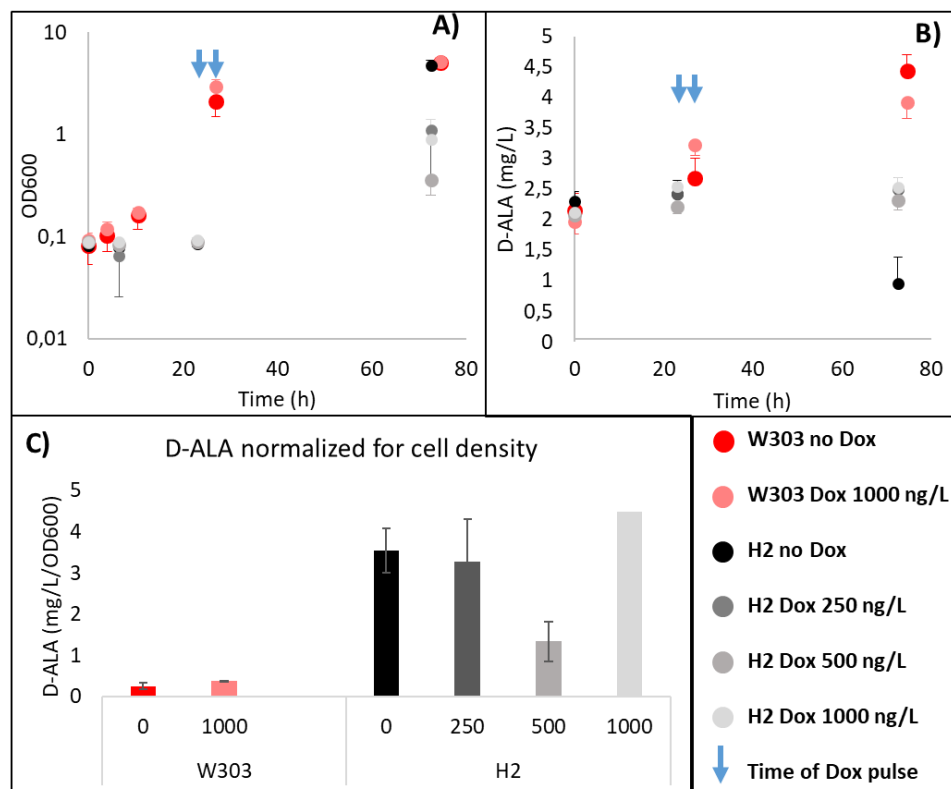 A)
10
1
0,1
0,01
OD600
0 20 40 60 80
Time (h)
B)
5
4,5
4
3,5
3
2,5
2
1,5
1
0,5
0
D-ALA (mg/L)
0 20 40 60 80
Time (h)
C)
D-ALA normalized for cell density
5
4
3
2
1
0
D-ALA (mg/L/OD600)
0 1000 0 250 500 1000
W303 H2
W303 no Dox
W303 Dox 1000 ng/L
H2 no Dox
H2 Dox 250 ng/L
H2 Dox 500 ng/L
H2 Dox 1000 ng/L
Time of Dox pulse